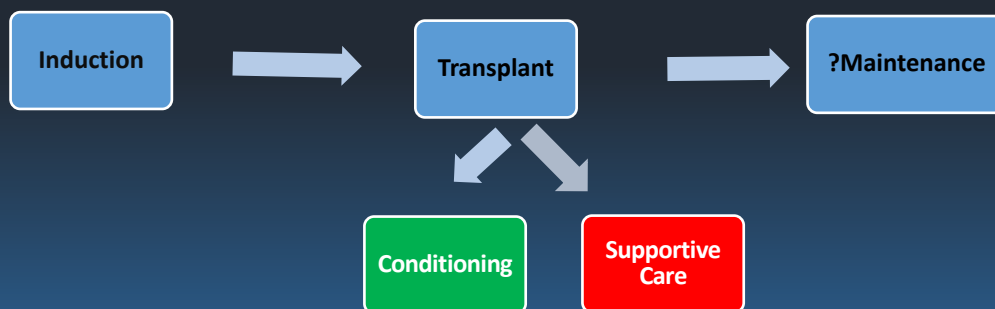 Induction
Transplant
?Maintenance
Conditioning
Supportive
Care